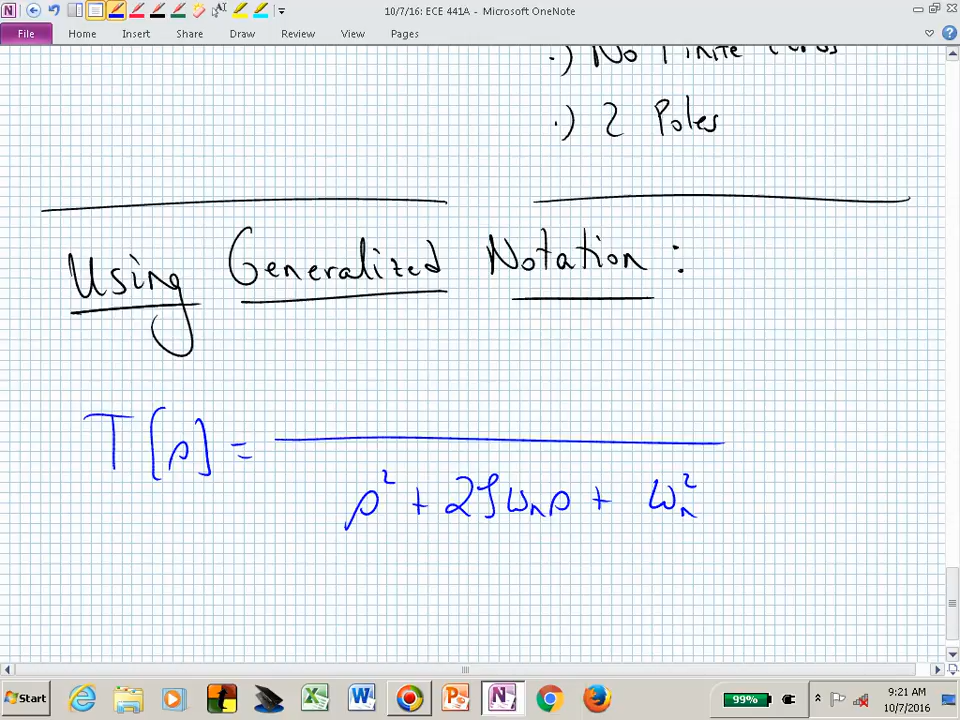 10/7/16: ECE 441A - Microsoft OneNote
File Home Insert Share Draw Review View Pages
·) No Finite
·) 2 Poles
Using Generalized Notation:
T[s] =
s² + 2ζωₙs + ωₙ²
Start
99%
9:21 AM
10/7/2016